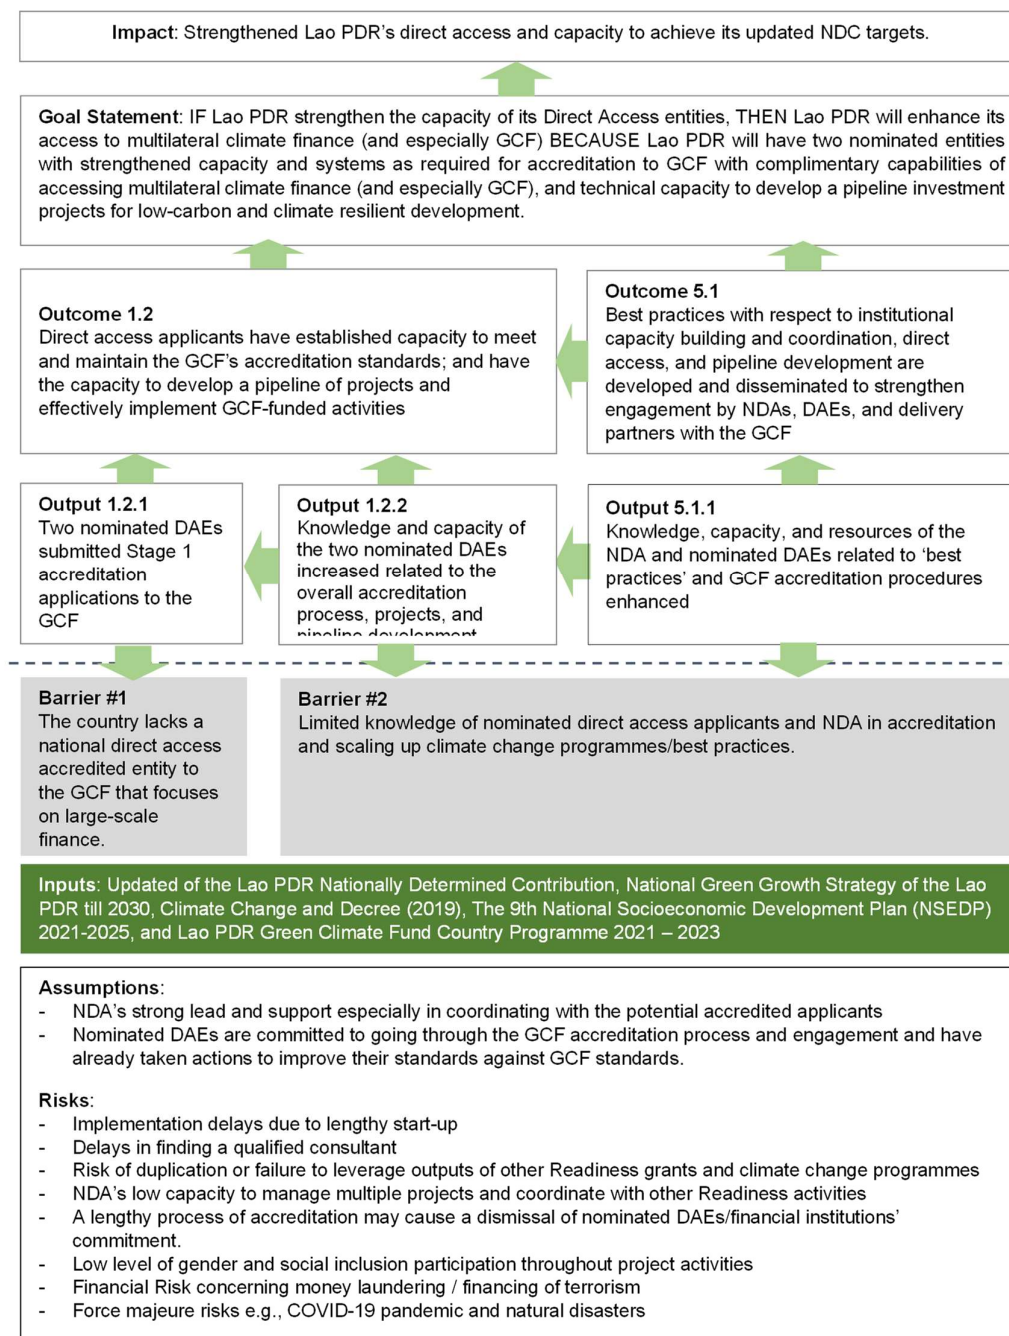 Impact: Strengthened Lao PDR's direct access and capacity to achieve its updated NDC targets.
Goal Statement: IF Lao PDR strengthen the capacity of its Direct Access entities, THEN Lao PDR will enhance its
access to multilateral climate finance (and especially GCF) BECAUSE Lao PDR will have two nominated entities
with strengthened capacity and systems as required for accreditation to GCF with complimentary capabilities of
accessing multilateral climate finance (and especially GCF), and technical capacity to develop a pipeline investment
projects for low-carbon and climate resilient development.
Outcome 1.2
Direct access applicants have established capacity to meet
and maintain the GCF's accreditation standards; and have
the capacity to develop a pipeline of projects and
effectively implement GCF-funded activities
Outcome 5.1
Best practices with respect to institutional
capacity building and coordination, direct
access, and pipeline development are
developed and disseminated to strengthen
engagement by NDAs, DAEs, and delivery
partners with the GCF
Output 1.2.1
Two nominated DAEs
submitted Stage 1
accreditation
applications to the
GCF
Output 1.2.2
Knowledge and capacity of
the two nominated DAEs
increased related to the
overall accreditation
process, projects, and
pipeline development
Output 5.1.1
Knowledge, capacity, and resources of the
NDA and nominated DAEs related to 'best
practices' and GCF accreditation procedures
enhanced
Barrier #1
The country lacks a
national direct access
accredited entity to
the GCF that focuses
on large-scale
finance.
Barrier #2
Limited knowledge of nominated direct access applicants and NDA in accreditation
and scaling up climate change programmes/best practices.
Inputs: Updated of the Lao PDR Nationally Determined Contribution, National Green Growth Strategy of the Lao
PDR till 2030, Climate Change and Decree (2019), The 9th National Socioeconomic Development Plan (NSEDP)
2021-2025, and Lao PDR Green Climate Fund Country Programme 2021 – 2023
Assumptions:
- NDA's strong lead and support especially in coordinating with the potential accredited applicants
- Nominated DAEs are committed to going through the GCF accreditation process and engagement and have
already taken actions to improve their standards against GCF standards.
Risks:
- Implementation delays due to lengthy start-up
- Delays in finding a qualified consultant
- Risk of duplication or failure to leverage outputs of other Readiness grants and climate change programmes
- NDA's low capacity to manage multiple projects and coordinate with other Readiness activities
- A lengthy process of accreditation may cause a dismissal of nominated DAEs/financial institutions'
commitment.
- Low level of gender and social inclusion participation throughout project activities
- Financial Risk concerning money laundering / financing of terrorism
- Force majeure risks e.g., COVID-19 pandemic and natural disasters